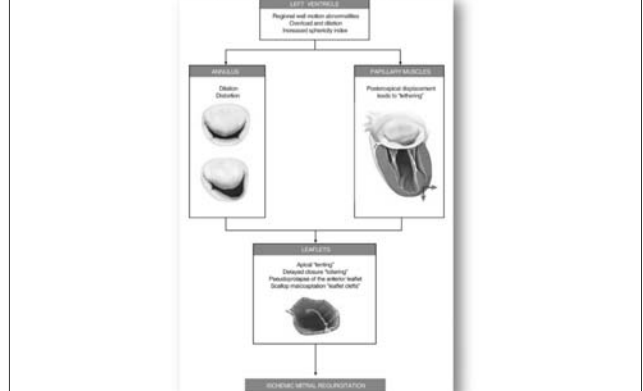 LEFT VENTRICLE
Regional wall motion abnormalities
Overload and dilation
Increased sphericity index
ANNULUS
Dilation
Distortion
PAPILLARY MUSCLES
Posteroapical displacement
leads to "tethering"
LEAFLETS
Apical "tenting"
Delayed closure "loitering"
Pseudoprolapse of the anterior leaflet
Scallop malcoaptation "leaflet clefts"
ISCHEMIC MITRAL REGURGITATION